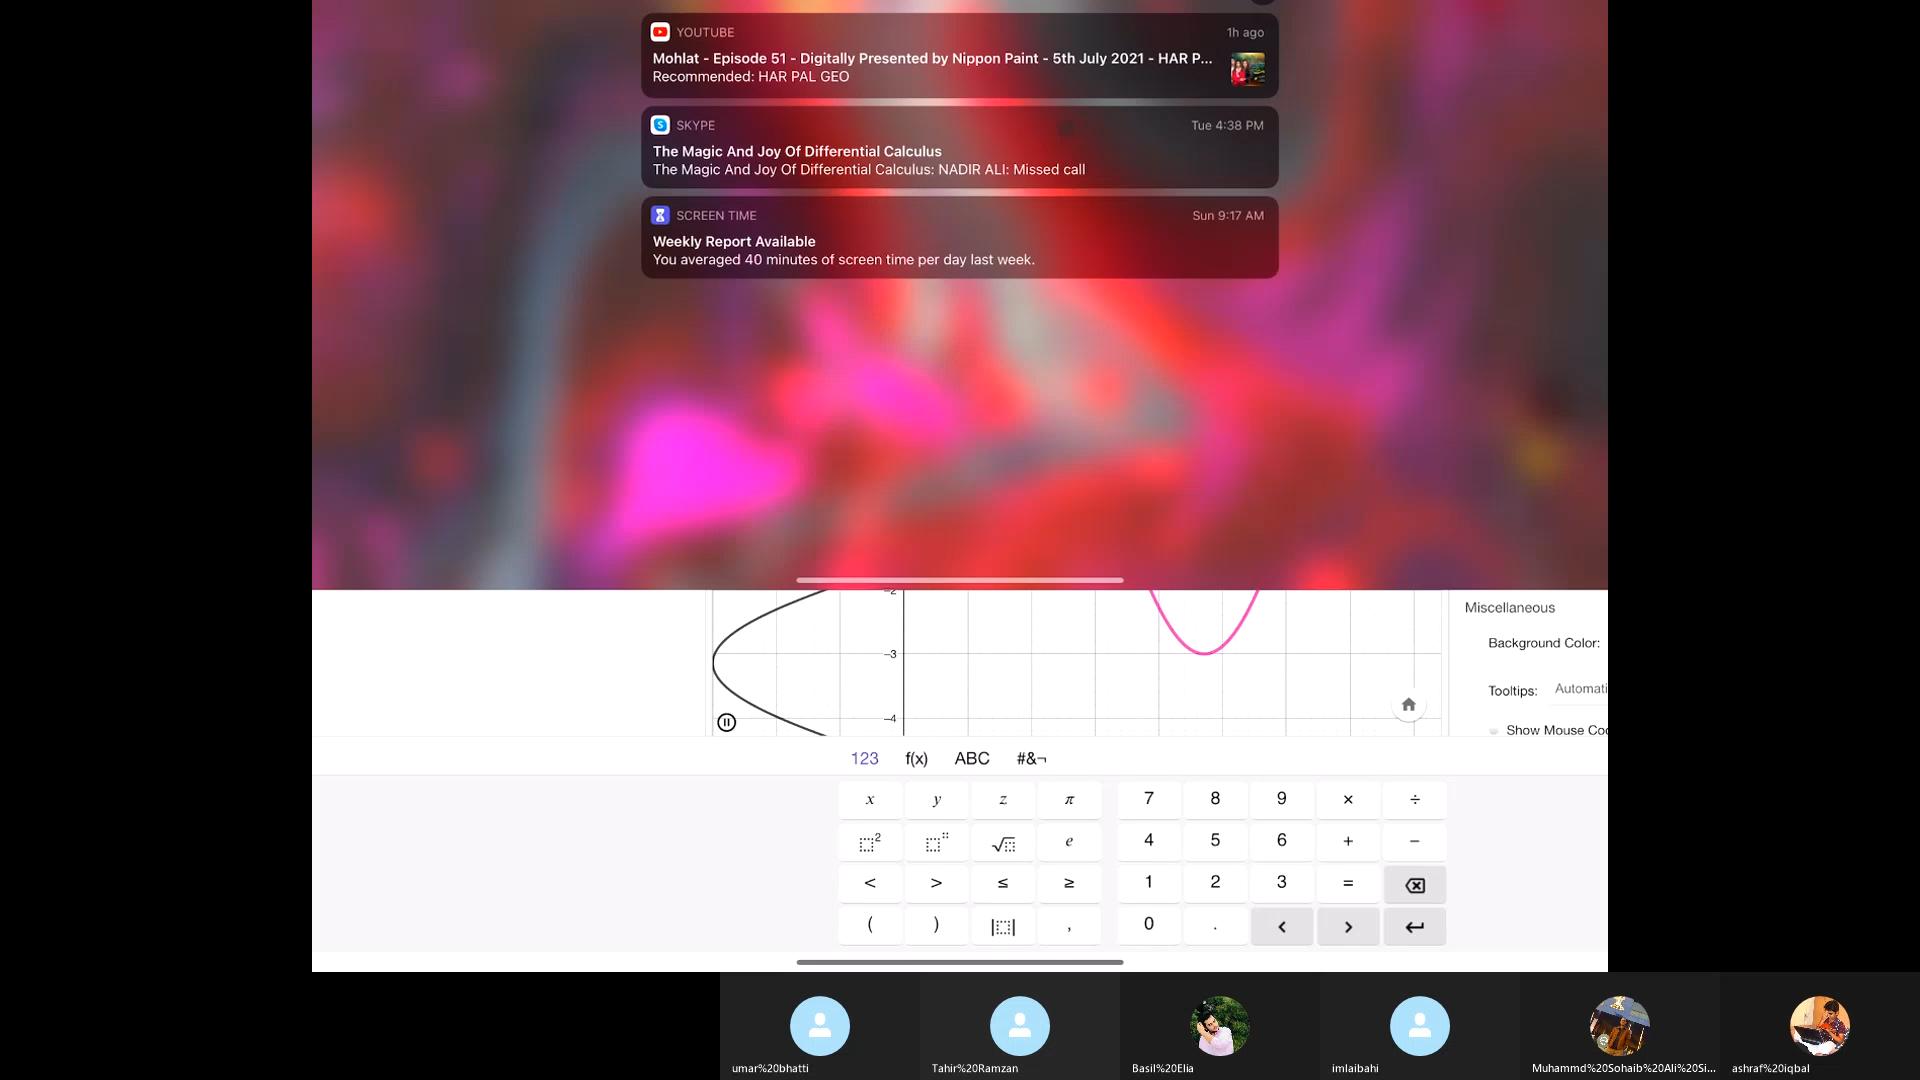 YOUTUBE 1h ago
Mohlat - Episode 51 - Digitally Presented by Nippon Paint - 5th July 2021 - HAR P...
Recommended: HAR PAL GEO
SKYPE Tue 4:38 PM
The Magic And Joy Of Differential Calculus
The Magic And Joy Of Differential Calculus: NADIR ALI: Missed call
SCREEN TIME Sun 9:17 AM
Weekly Report Available
You averaged 40 minutes of screen time per day last week.
−2
−3
−4
Miscellaneous
Background Color:
Tooltips: Automati
Show Mouse Coo
123 f(x) ABC #&¬
x y z π 7 8 9 × ÷
□² □ √□ e 4 5 6 + −
< > ≤ ≥ 1 2 3 =
( ) |□| , 0 . < >
umar%20bhatti Tahir%20Ramzan Basil%20Elia imlaibahi Muhammd%20Sohaib%20Ali%20Si... ashraf%20iqbal